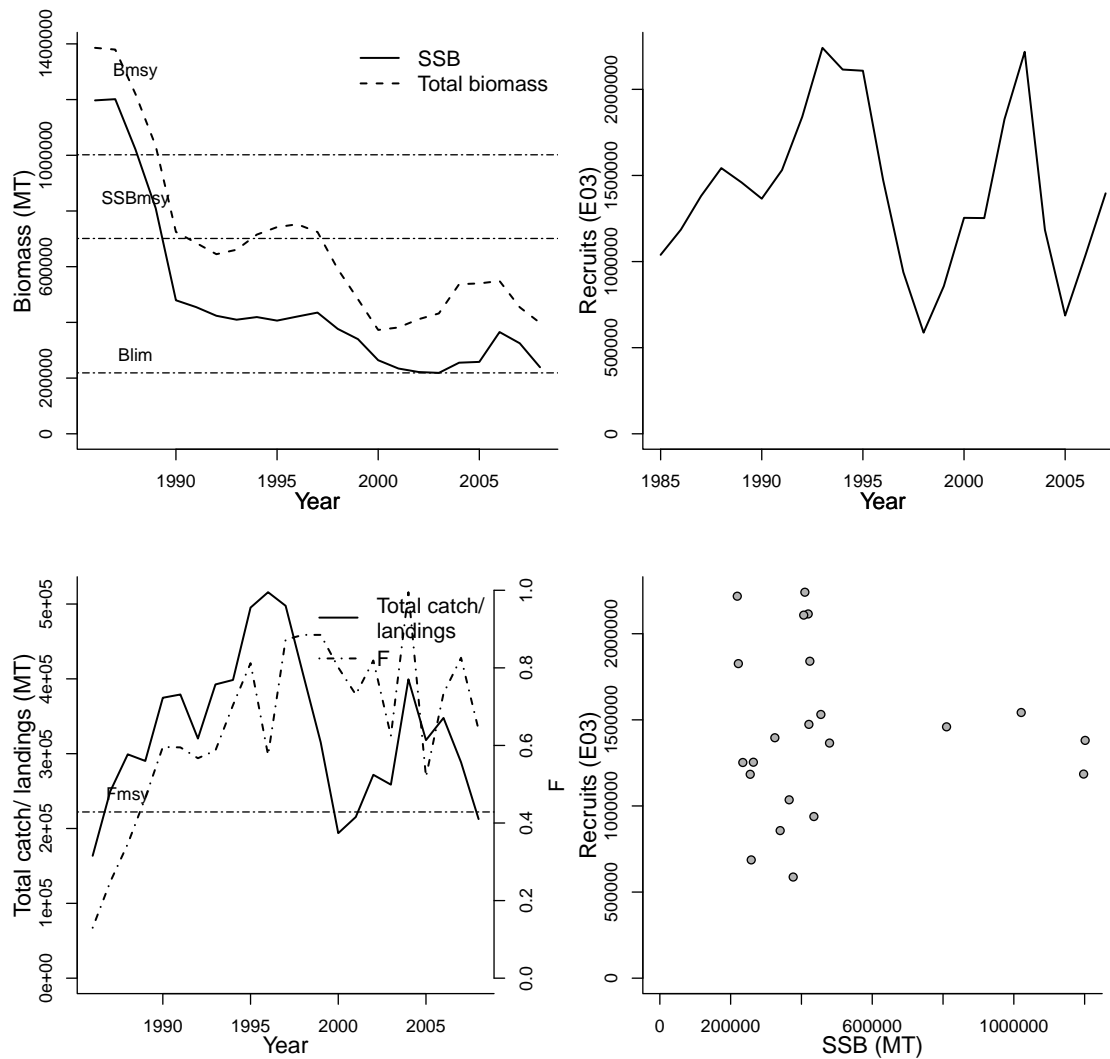 SSB
Total biomass
Bmsy
SSBmsy
Blim
Biomass (MT)
0
200000
600000
1000000
1400000
1990
1995
2000
2005
Year
Recruits (E03)
0
500000
1000000
1500000
2000000
1985
1990
1995
2000
2005
Year
Total catch/
landings
F
Fmsy
Total catch/ landings (MT)
0e+00
1e+05
2e+05
3e+05
4e+05
5e+05
F
0.0
0.2
0.4
0.6
0.8
1.0
1990
1995
2000
2005
Year
Recruits (E03)
0
500000
1000000
1500000
2000000
0
200000
600000
1000000
SSB (MT)